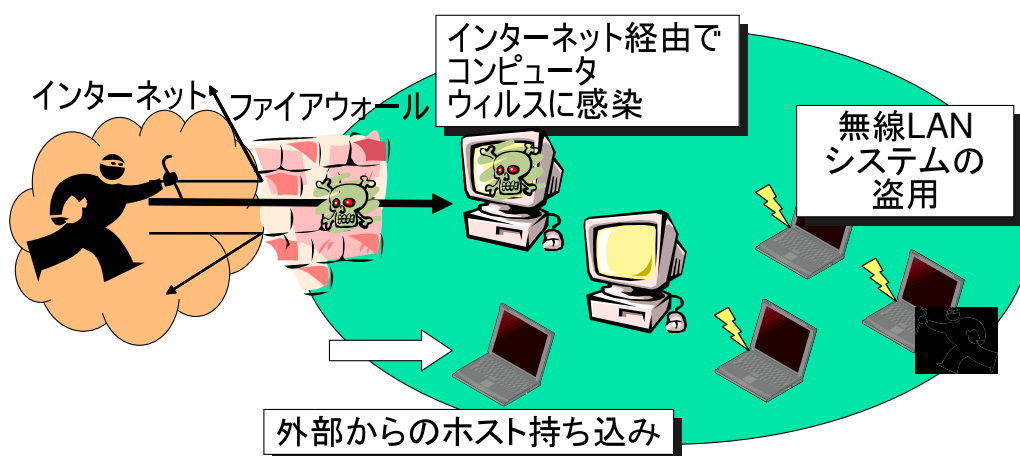 インターネット
ファイアウォール
インターネット経由で
コンピュータ
ウィルスに感染
無線LAN
システムの
盗用
外部からのホスト持ち込み